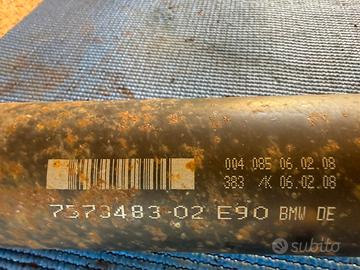 004 085 06.02.08
383 /K 06.02.08
7573483-02 E90 BMW DE
subito